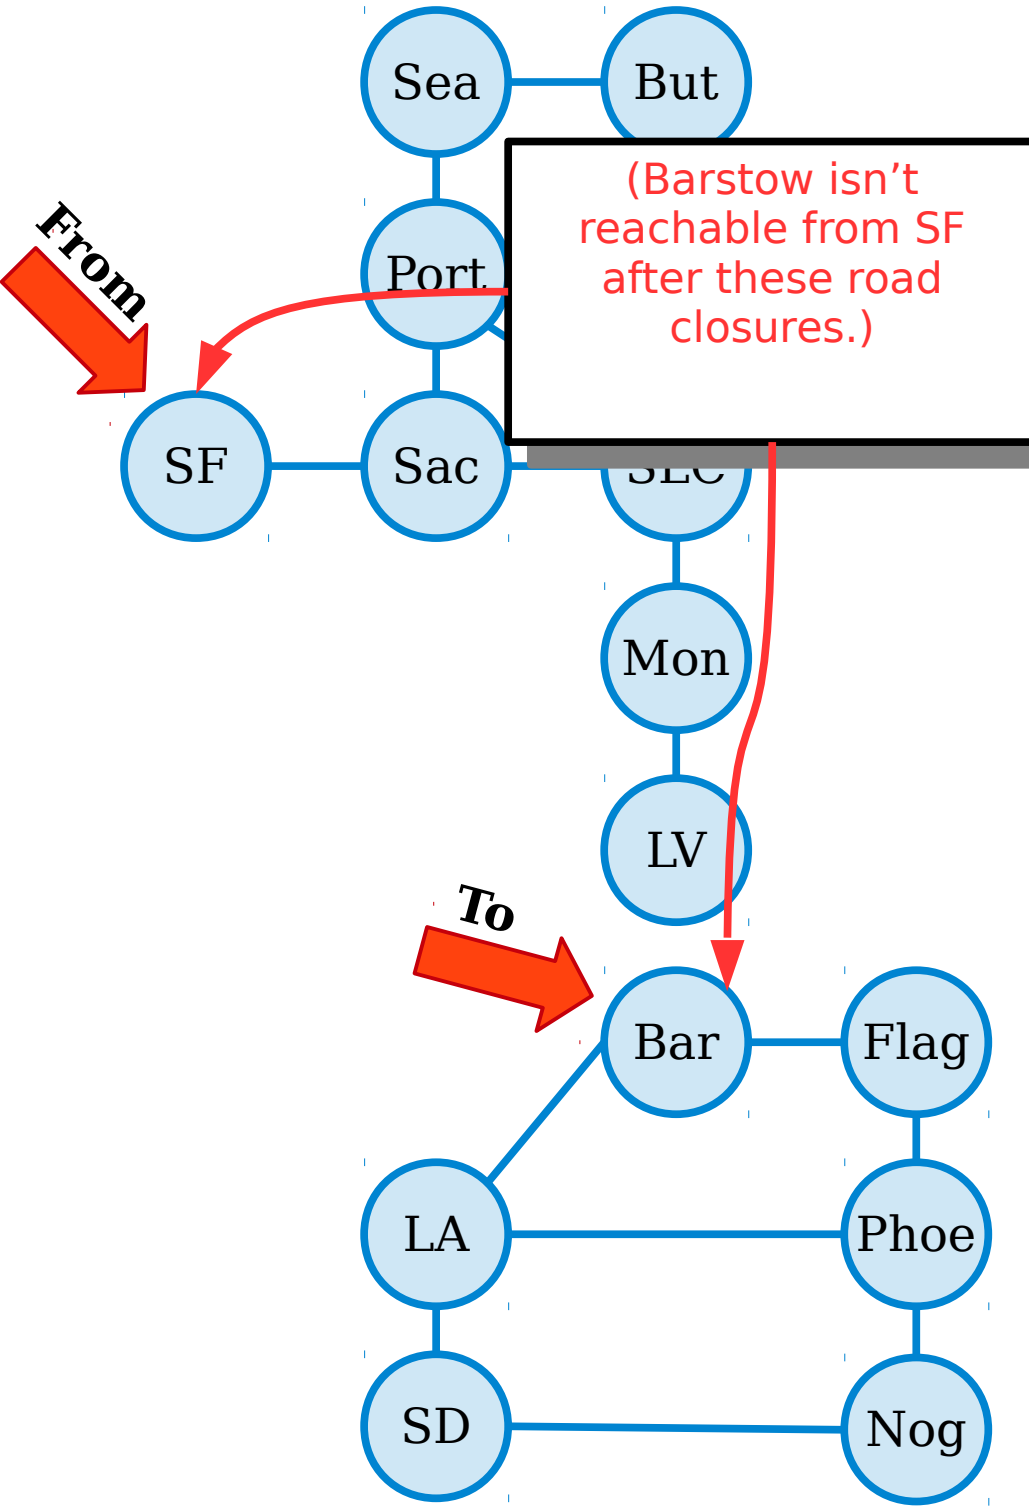 Sea
But
(Barstow isn’t
reachable from SF
after these road
closures.)
From
Port
SF
Sac
SLC
Mon
LV
To
Bar
Flag
LA
Phoe
SD
Nog